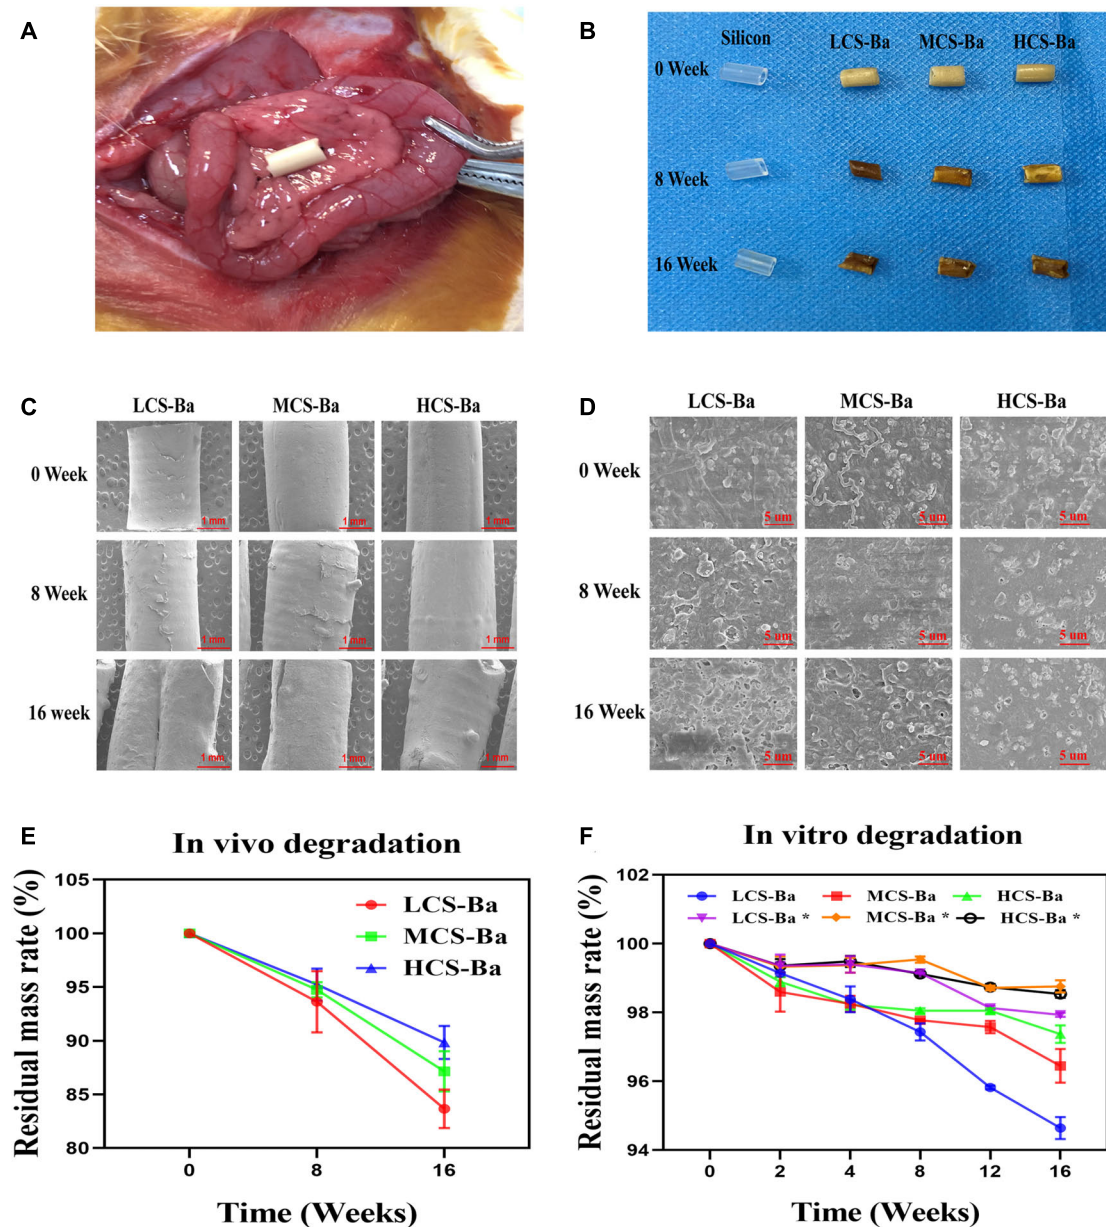 A
B
Silicon LCS-Ba MCS-Ba HCS-Ba
0 Week
8 Week
16 Week
C
LCS-Ba MCS-Ba HCS-Ba
0 Week
1 mm 1 mm 1 mm
8 Week
1 mm 1 mm 1 mm
16 week
1 mm 1 mm 1 mm
D
LCS-Ba MCS-Ba HCS-Ba
0 Week
5 um 5 um 5 um
8 Week
5 um 5 um 5 um
16 Week
5 um 5 um 5 um
E
In vivo degradation
Residual mass rate (%)
105
100
95
90
85
80
LCS-Ba
MCS-Ba
HCS-Ba
0 8 16
Time (Weeks)
F
In vitro degradation
Residual mass rate (%)
102
100
98
96
94
LCS-Ba MCS-Ba HCS-Ba
LCS-Ba * MCS-Ba * HCS-Ba *
0 2 4 8 12 16
Time (Weeks)